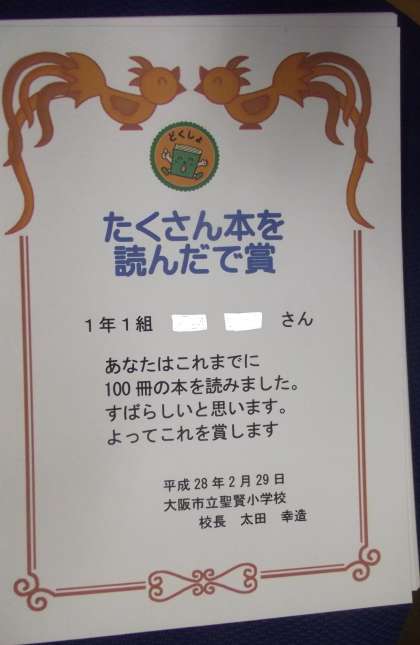 どくしょ
たくさん本を
読んだで賞
1年1組 さん
あなたはこれまでに
100冊の本を読みました。
すばらしいと思います。
よってこれを賞します
平成28年2月29日
大阪市立聖賢小学校
校長 太田 幸造